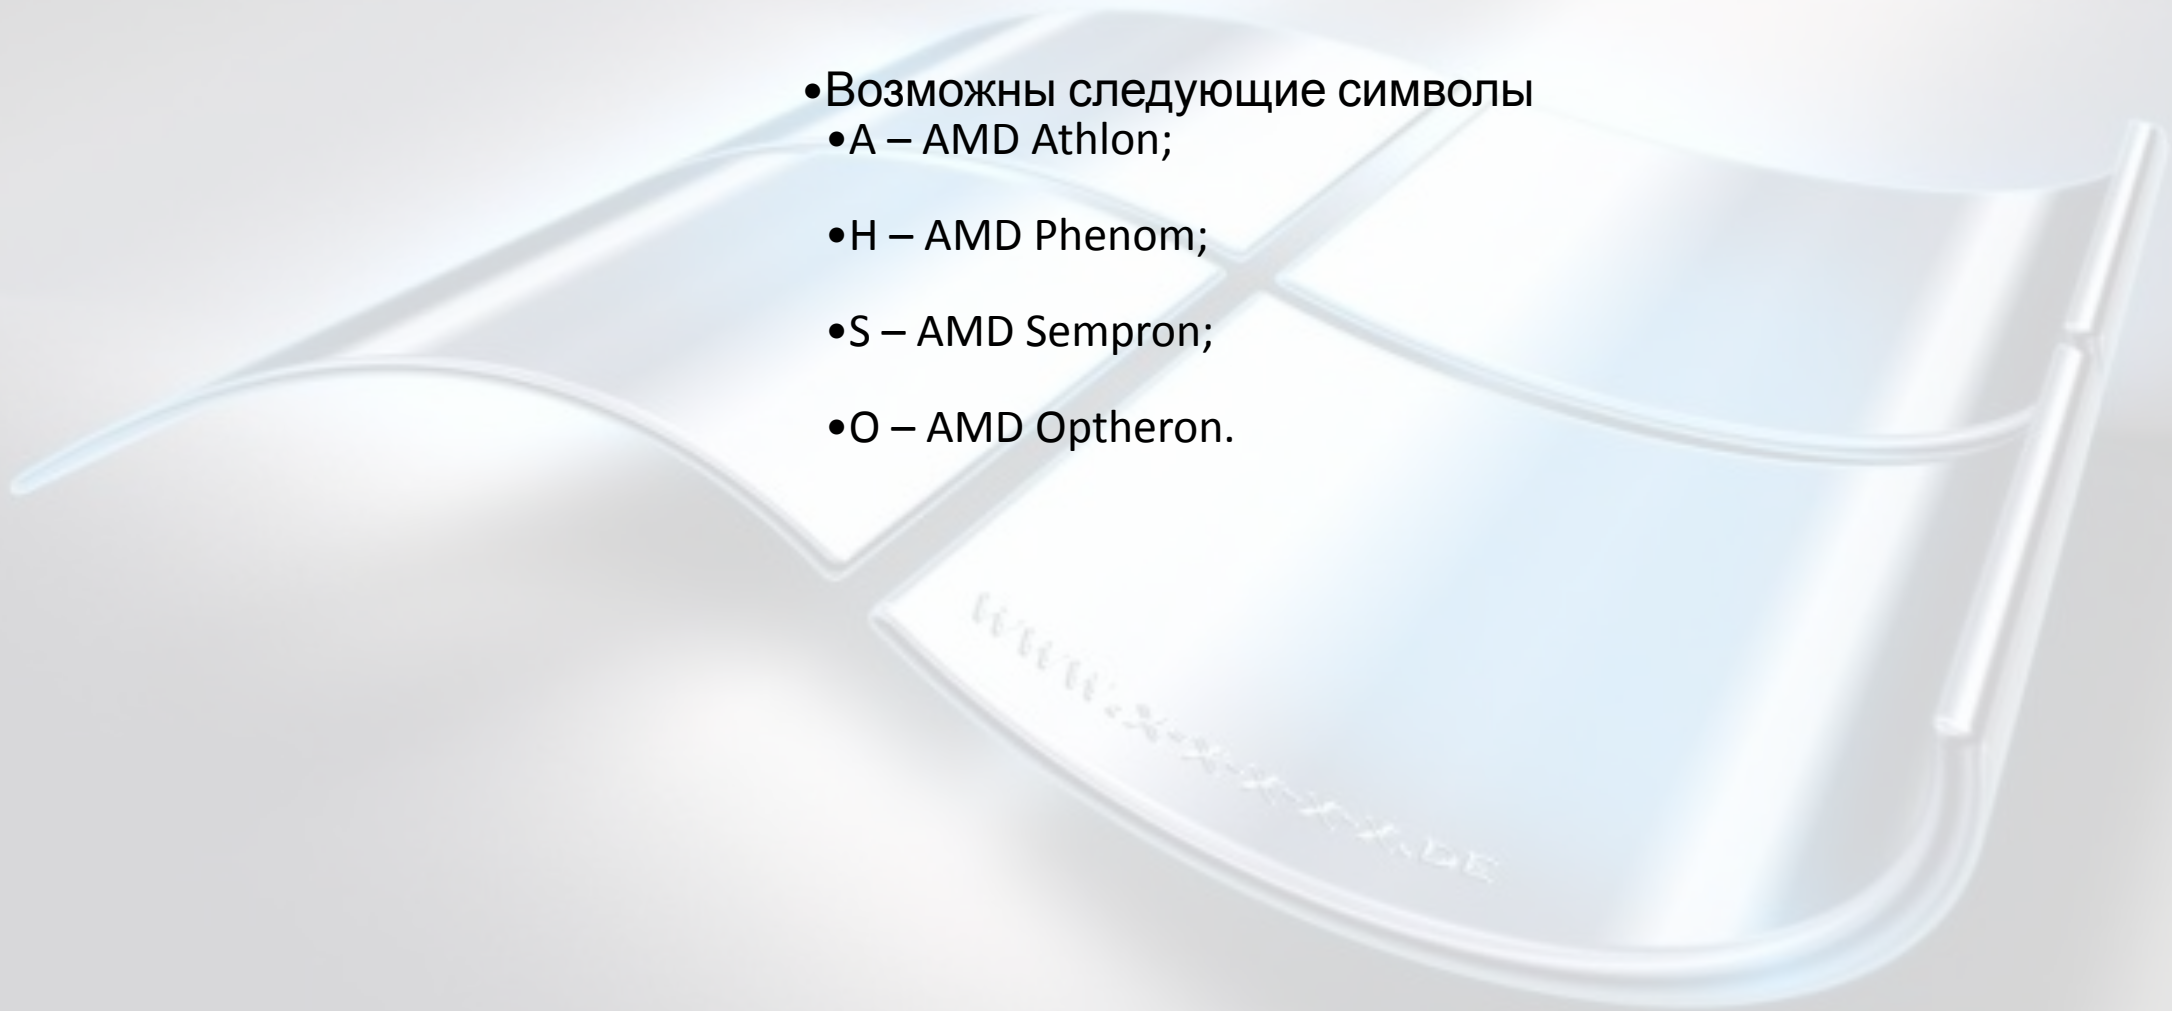 •Возможны следующие символы
•A – AMD Athlon;
•H – AMD Phenom;
•S – AMD Sempron;
•O – AMD Optheron.